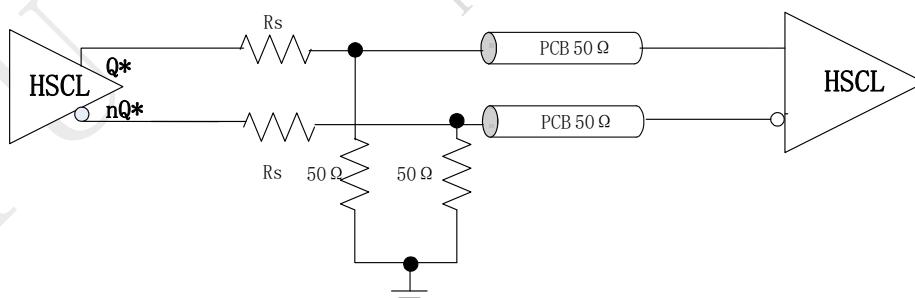 Rs
PCB 50 Ω
Q*
HSCL
HSCL
nQ*
PCB 50 Ω
Rs
50 Ω
50 Ω